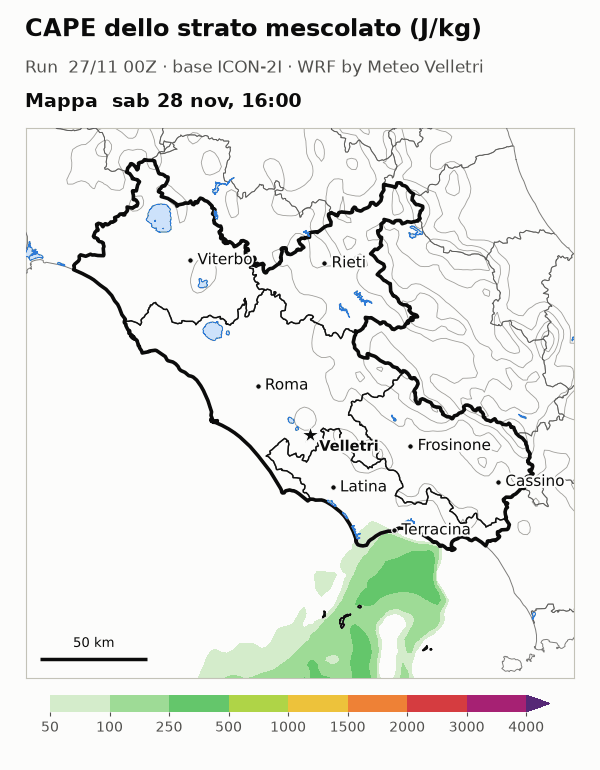 CAPE dello strato mescolato (J/kg)
Run  27/11 00Z · base ICON-2I · WRF by Meteo Velletri
Mappa  sab 28 nov, 16:00
Viterbo
Rieti
Roma
Velletri
Frosinone
Latina
Cassino
Terracina
50 km
50 100 250 500 1000 1500 2000 3000 4000